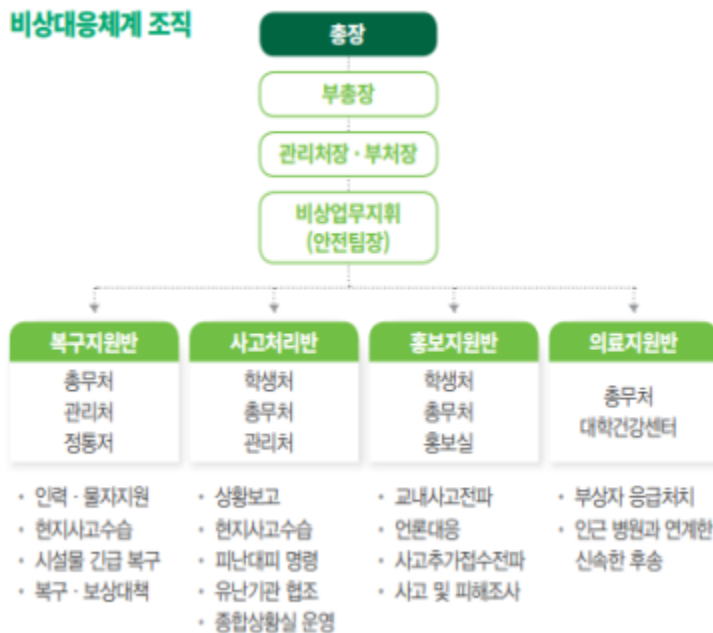 비상대응체계 조직
총장
부총장
관리처장 · 부처장
비상업무지휘
(안전팀장)
복구지원반
총무처
관리처
정통저
• 인력 · 물자지원
• 현지사고수습
• 시설물 긴급 복구
• 복구 · 보상대책
사고처리반
학생처
총무처
관리처
• 상황보고
• 현지사고수습
• 피난대피 명령
• 유난기관 협조
• 종합상황실 운영
홍보지원반
학생처
총무처
홍보실
• 교내사고전파
• 언론대응
• 사고추가접수전파
• 사고 및 피해조사
의료지원반
총무처
대학건강센터
• 부상자 응급처치
• 인근 병원과 연계한
신속한 후송